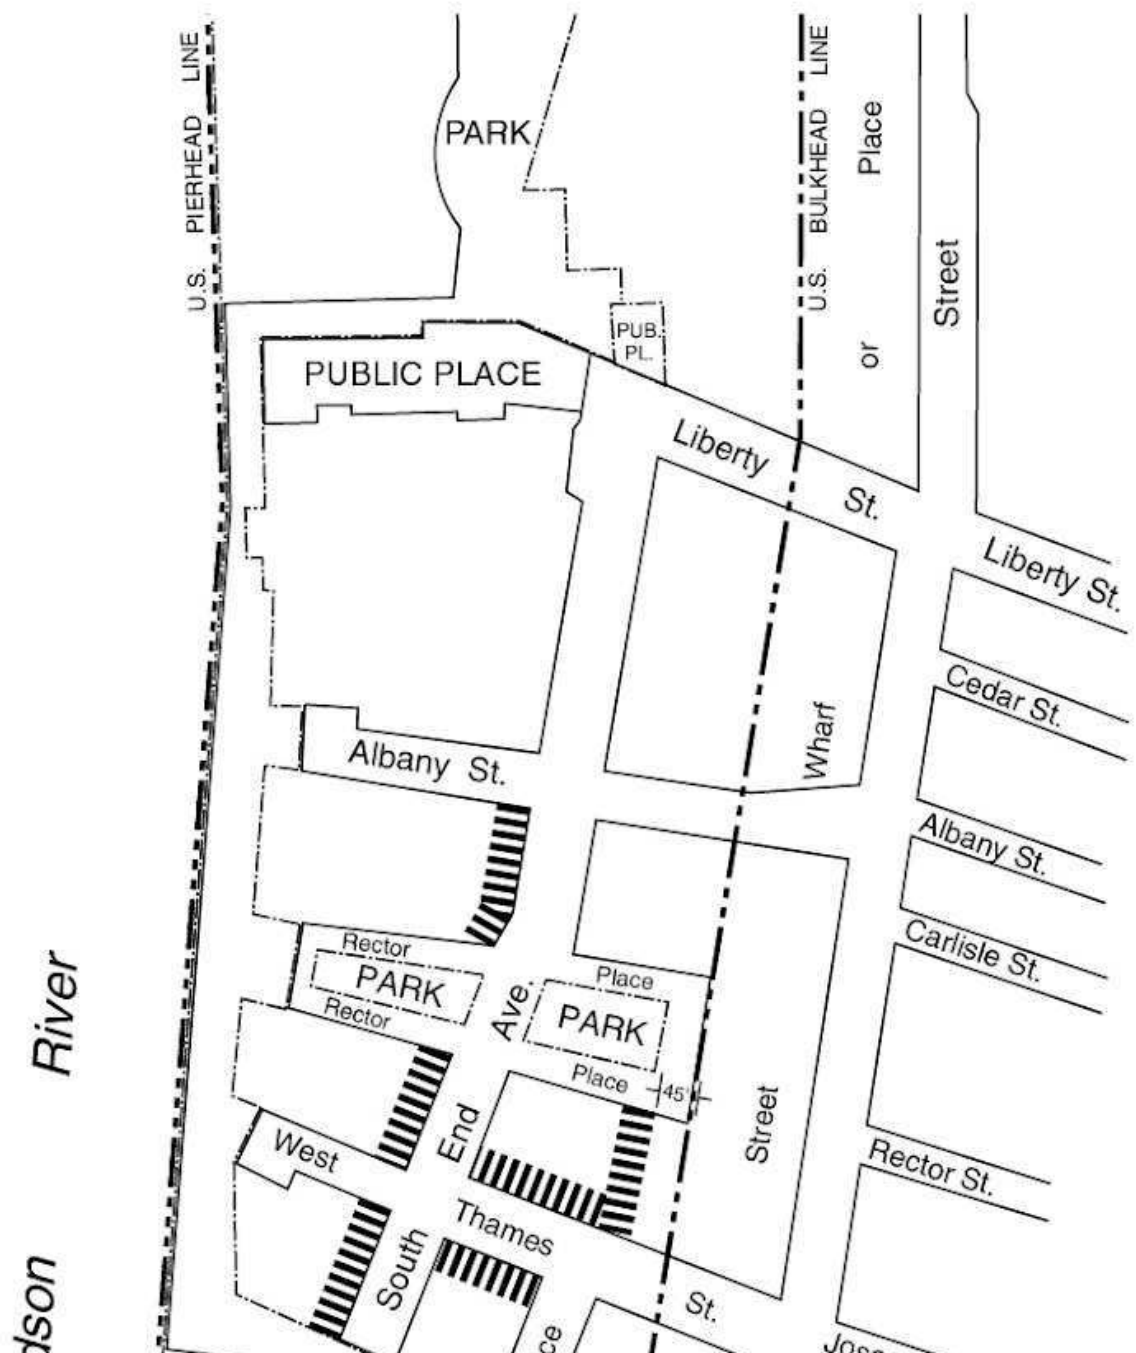 U.S. PIERHEAD LINE
PARK
U.S. BULKHEAD LINE
or Place
Street
PUB.
PL.
PUBLIC PLACE
Liberty St.
Liberty St.
Cedar St.
Wharf
Albany St.
Albany St.
Carlisle St.
Rector
PARK
Rector
Place
PARK
Place
45'
Ave.
End
South
River
Street
Rector St.
West
Thames
St.